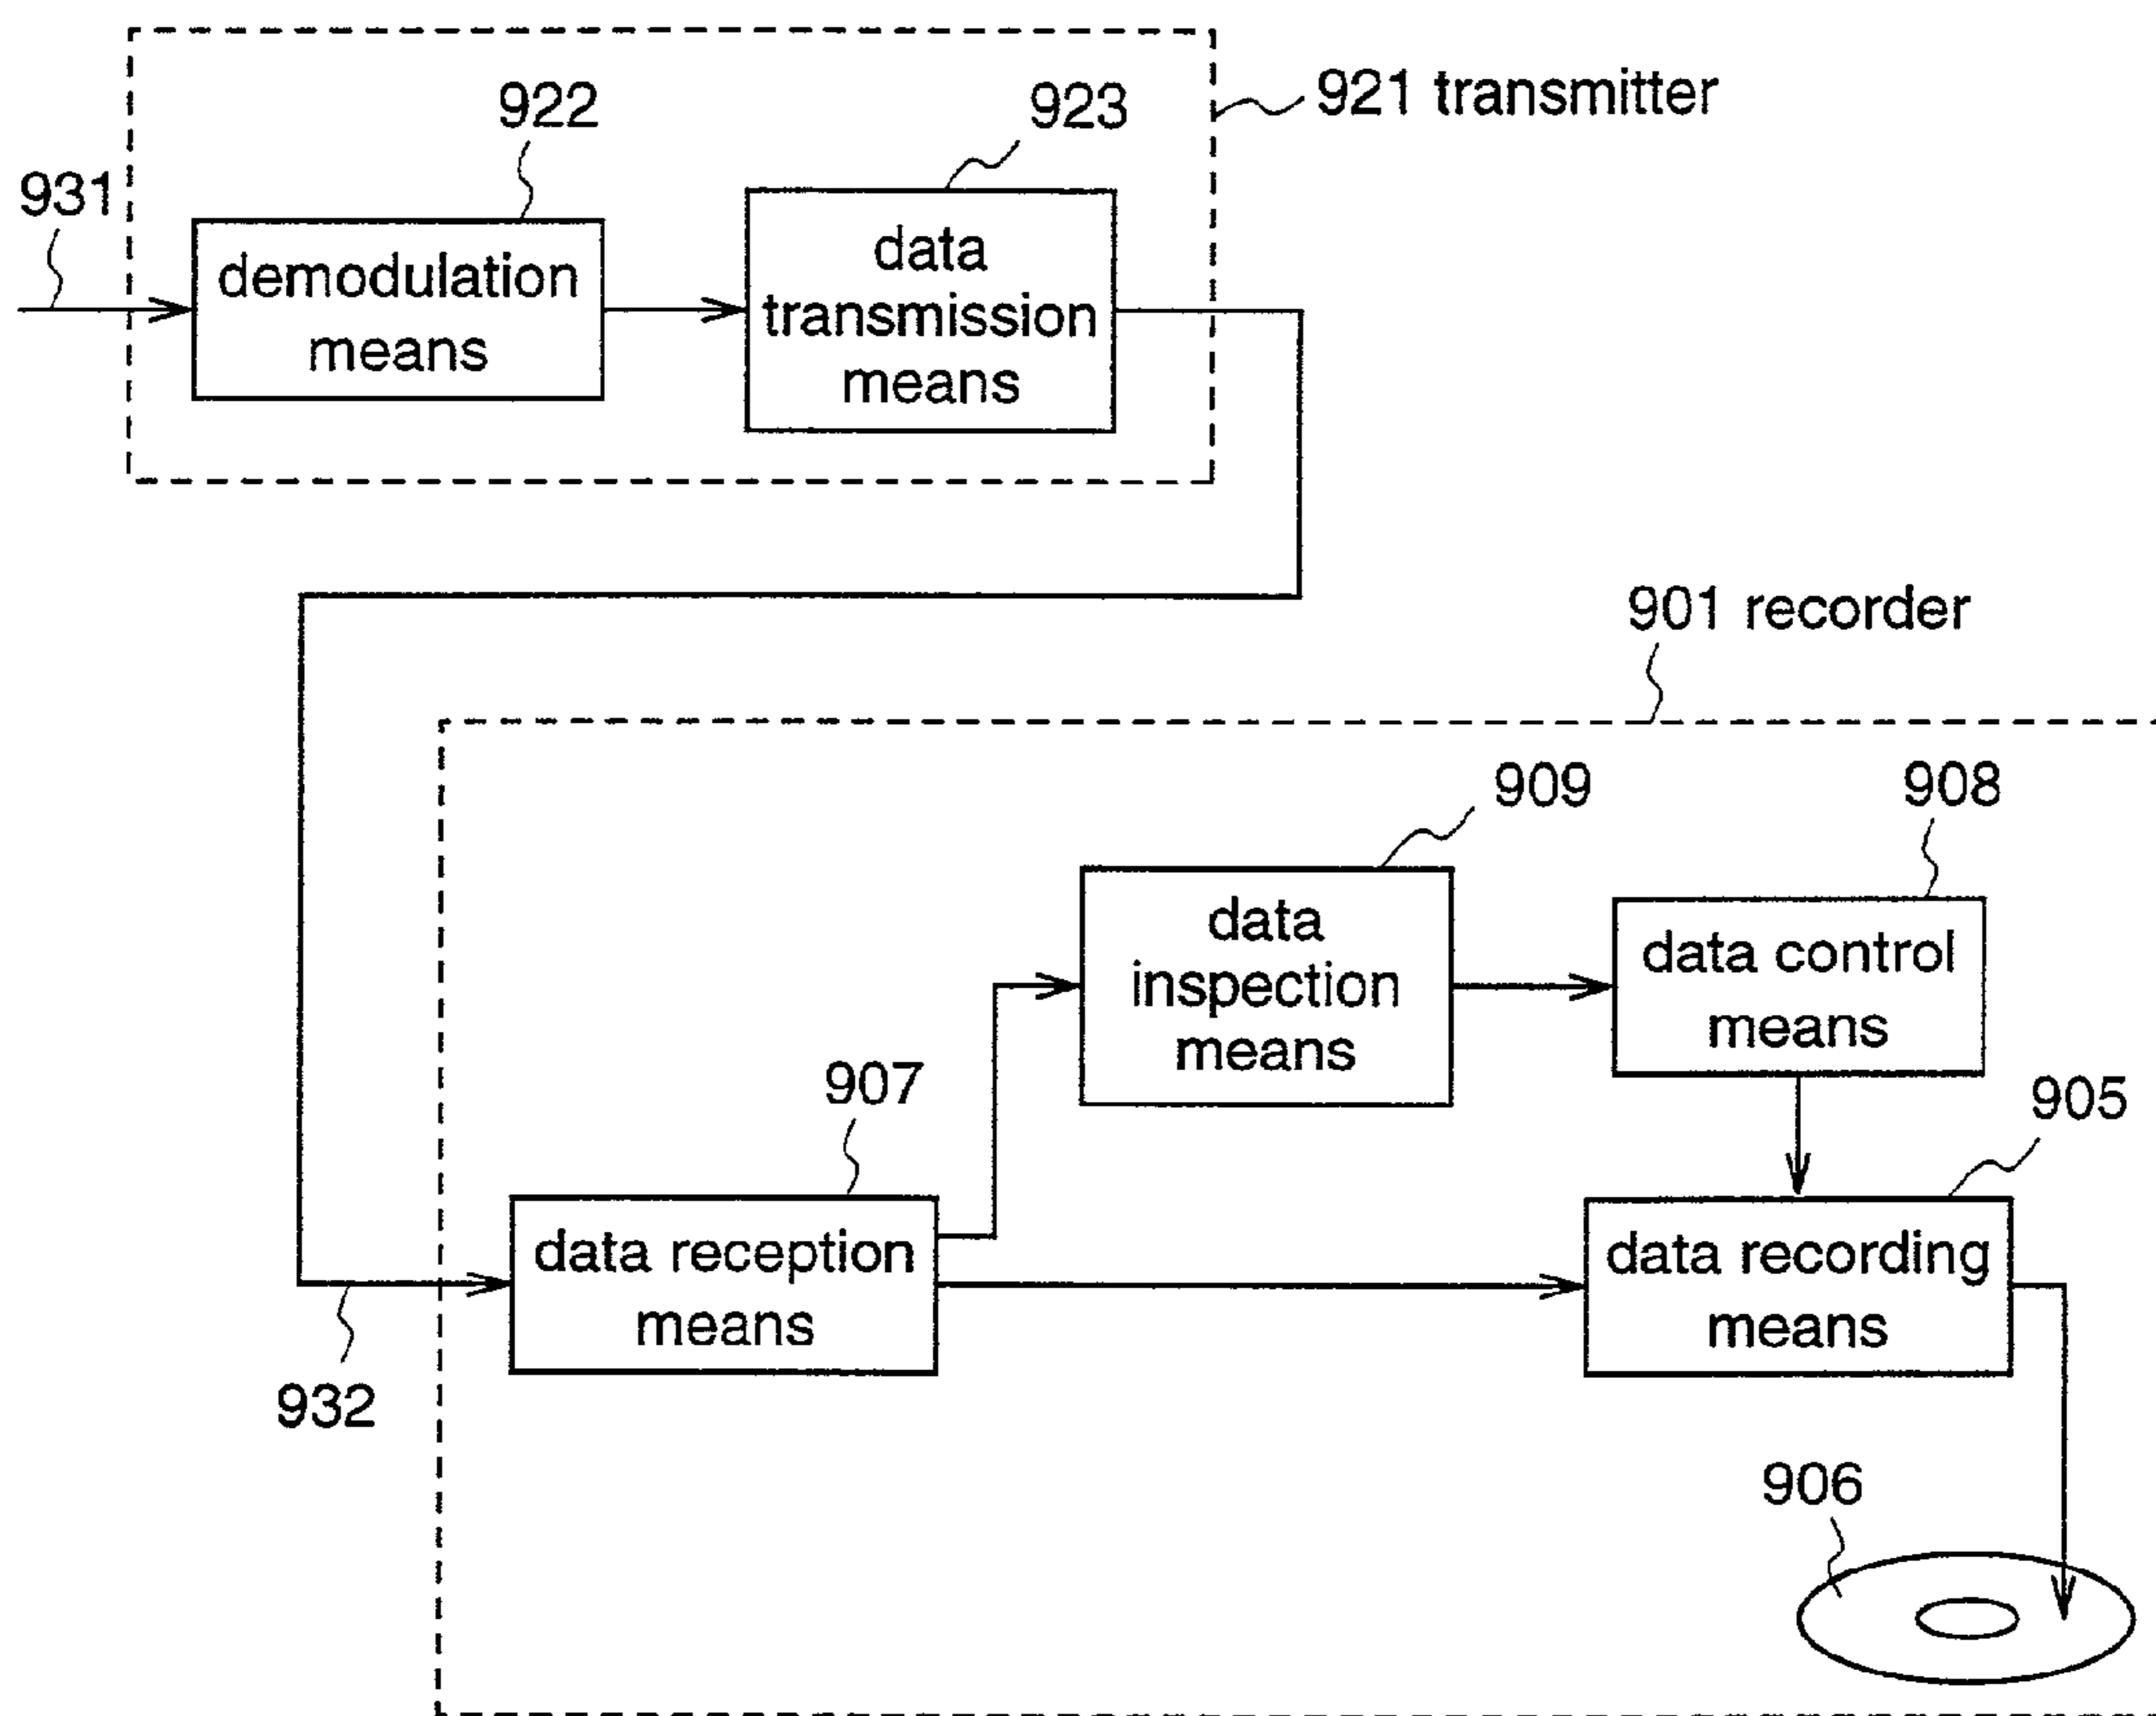 922
923
921 transmitter
931
demodulation
means
data
transmission
means
901 recorder
909
908
data
inspection
means
data control
means
907
905
data reception
means
data recording
means
932
906